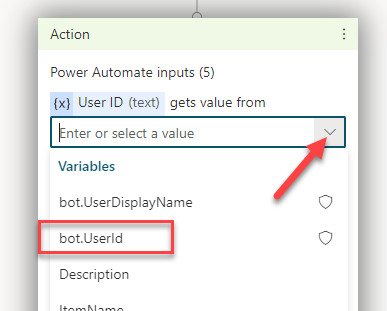 Action
Power Automate inputs (5)
{x} User ID (text) gets value from
Enter or select a value
Variables
bot.UserDisplayName
bot.UserId
Description
ItemName